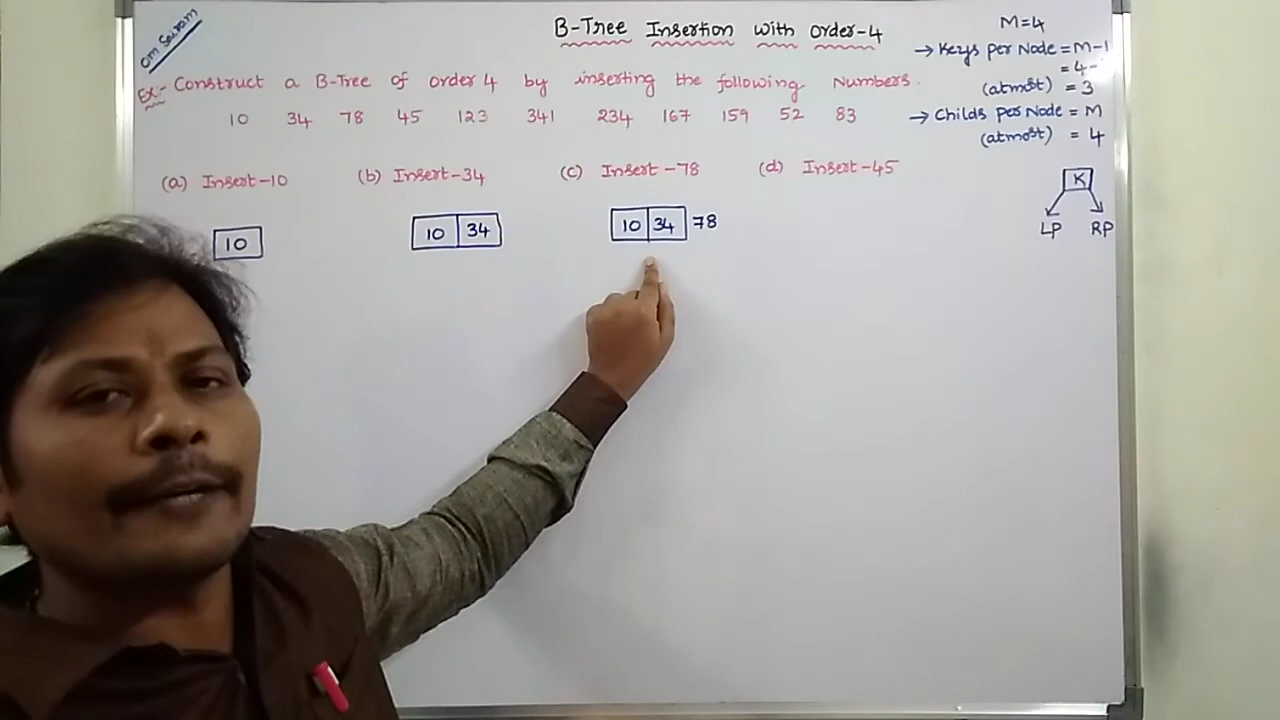 Om Sairam
B-Tree Insertion with Order-4
Ex:- Construct a B-Tree of order 4 by inserting the following Numbers.
10 34 78 45 123 341 234 167 159 52 83
M=4
→ Keys per Node = M-1
= 4-
(atmost) = 3
→ Childs per Node = M
(atmost) = 4
(a) Insert-10 (b) Insert-34 (c) Insert-78 (d) Insert-45
10 10 34 10 34 78
K
LP RP